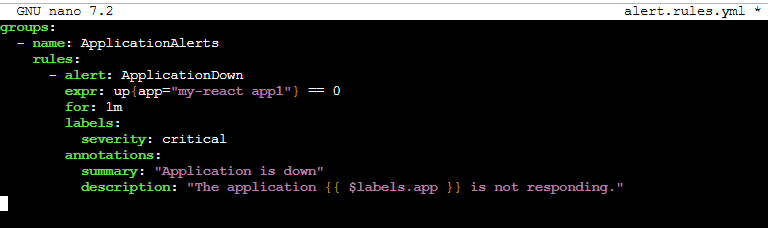 GNU nano 7.2 alert.rules.yml *
groups:
  - name: ApplicationAlerts
    rules:
      - alert: ApplicationDown
        expr: up{app="my-react app1"} == 0
        for: 1m
        labels:
          severity: critical
        annotations:
          summary: "Application is down"
          description: "The application {{ $labels.app }} is not responding."